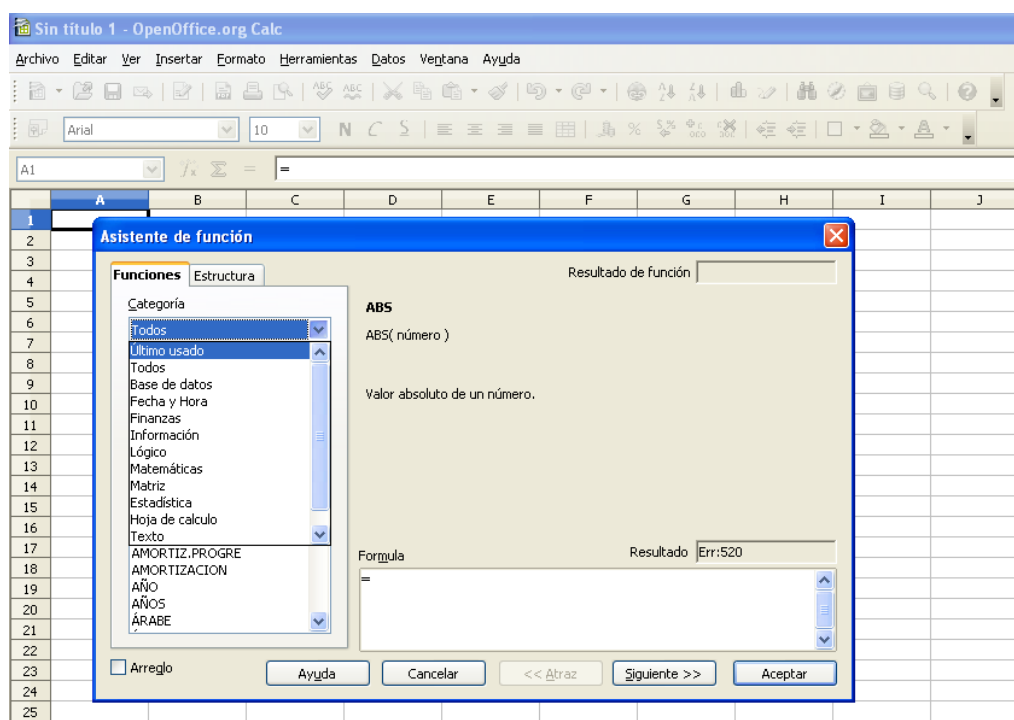 Sin título 1 - OpenOffice.org Calc
Archivo Editar Ver Insertar Formato Herramientas Datos Ventana Ayuda
Arial 10 N C S
A1 =
A B C D E F G H I J
1
2
3
4
5
6
7
8
9
10
11
12
13
14
15
16
17
18
19
20
21
22
23
24
25
Asistente de función
Funciones Estructura
Resultado de función
Categoría
Todos
Último usado
Todos
Base de datos
Fecha y Hora
Finanzas
Información
Lógico
Matemáticas
Matriz
Estadística
Hoja de calculo
Texto
AMORTIZ.PROGRE
AMORTIZACION
AÑO
AÑOS
ÁRABE
ABS
ABS( número )
Valor absoluto de un número.
Formula
Resultado Err:520
=
Arreglo
Ayuda Cancelar << Atraz Siguiente >> Aceptar